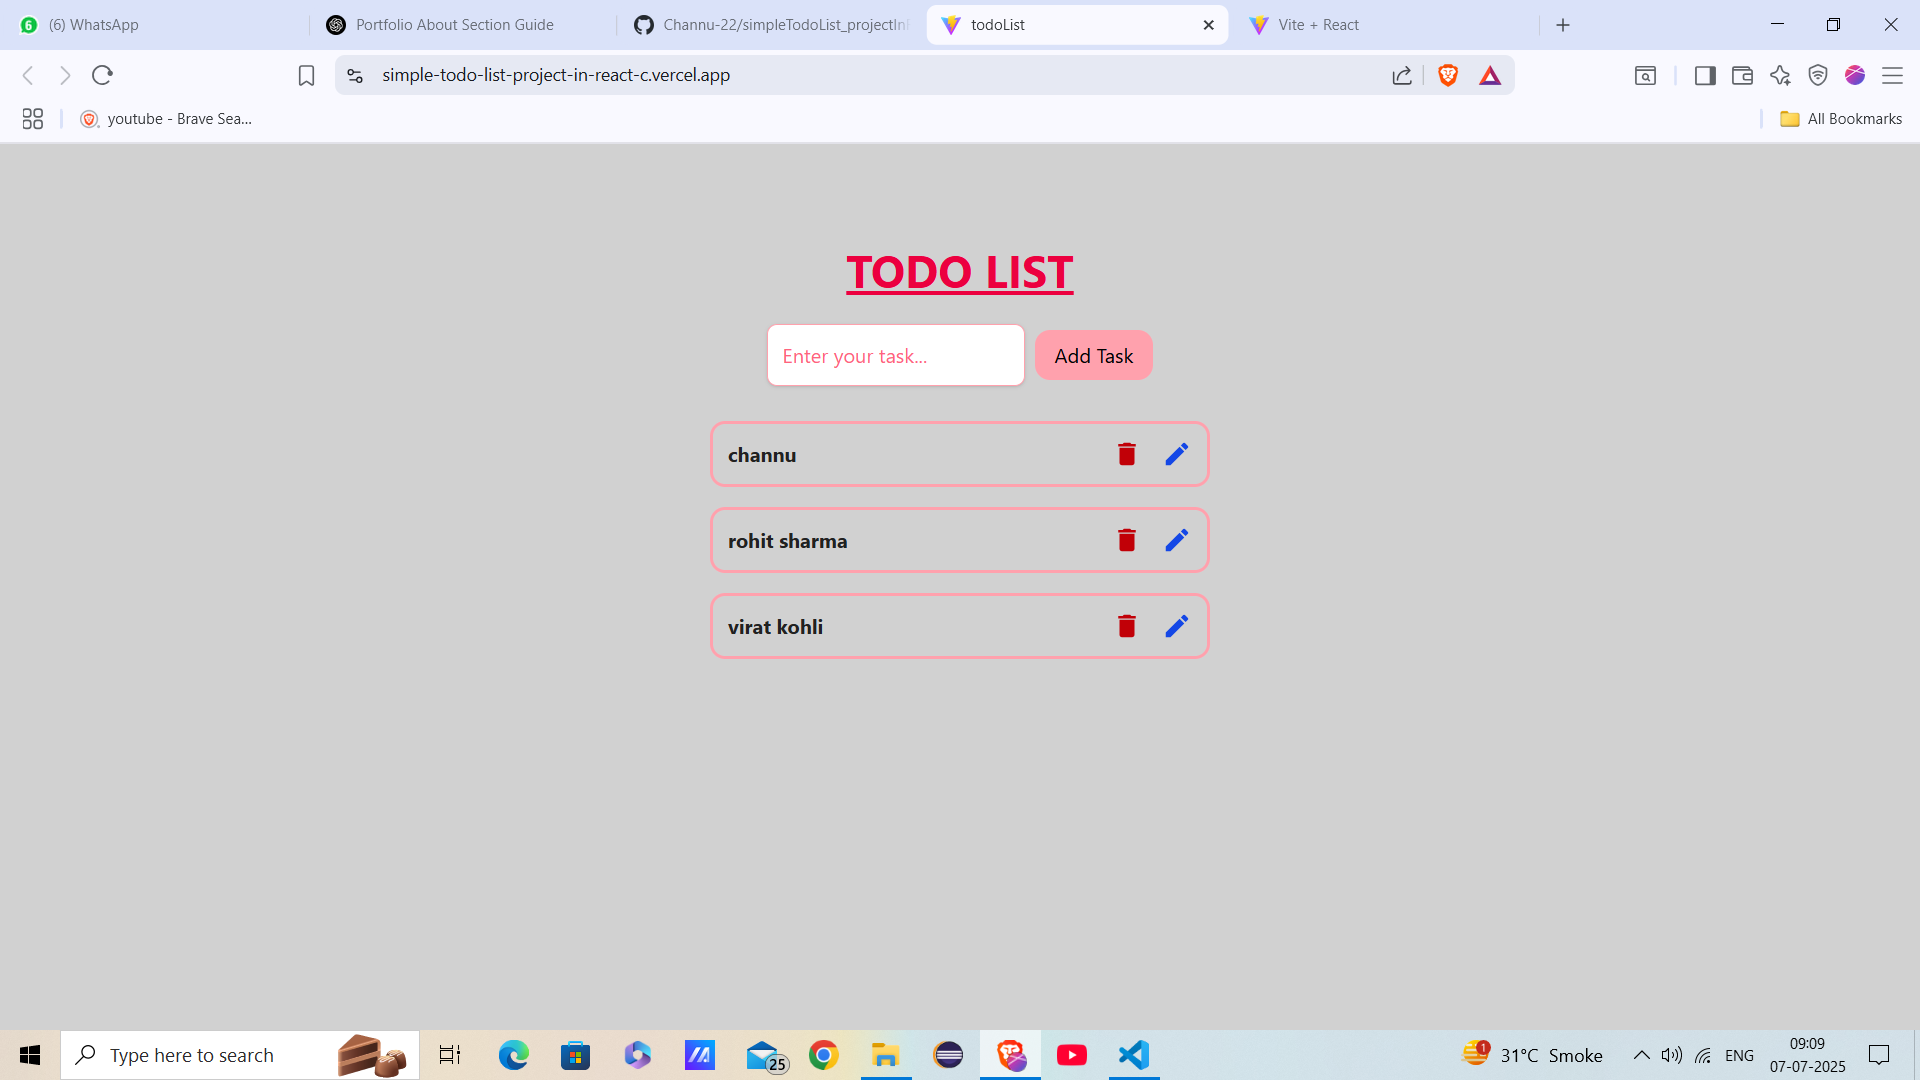 6
(6) WhatsApp
Portfolio About Section Guide
Channu-22/simpleTodoList_projectIn
todoList
Vite + React
simple-todo-list-project-in-react-c.vercel.app
youtube - Brave Sea...
All Bookmarks
TODO LIST
Enter your task...
Add Task
channu
rohit sharma
virat kohli
Type here to search
25
1
31°C Smoke
ENG
09:09
07-07-2025